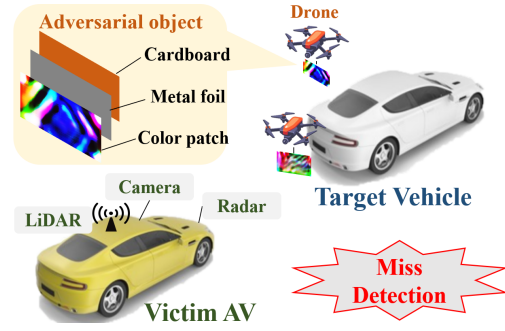 Adversarial object
Drone
Cardboard
Metal foil
Color patch
Target Vehicle
Camera
LiDAR
Radar
Victim AV
Miss
Detection